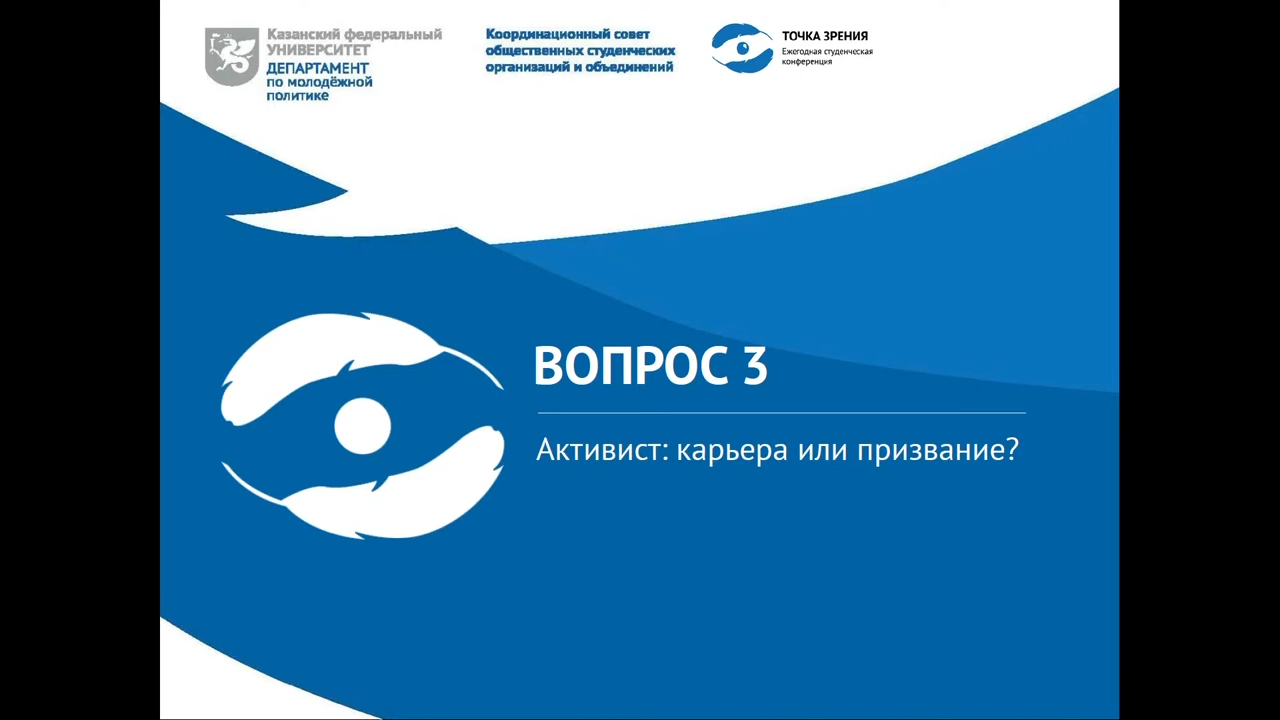 Казанский федеральный
УНИВЕРСИТЕТ
ДЕПАРТАМЕНТ
по молодёжной
политике
Координационный совет
общественных студенческих
организаций и объединений
ТОЧКА ЗРЕНИЯ
Ежегодная студенческая
конференция
ВОПРОС 3
Активист: карьера или призвание?